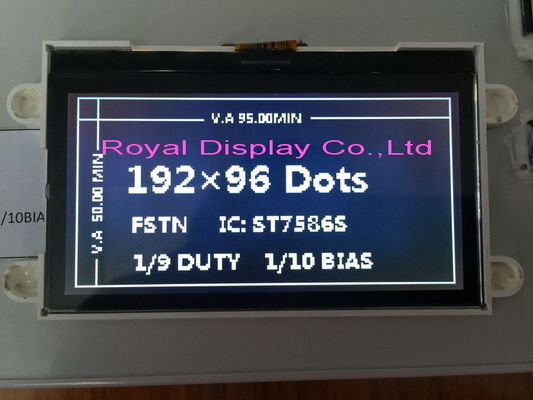 V.A 95.00MIN
Royal Display Co.,Ltd
192×96 Dots
V.A 50.00 MIN
FSTN IC: ST7586S
1/9 DUTY 1/10 BIAS
/10BIA